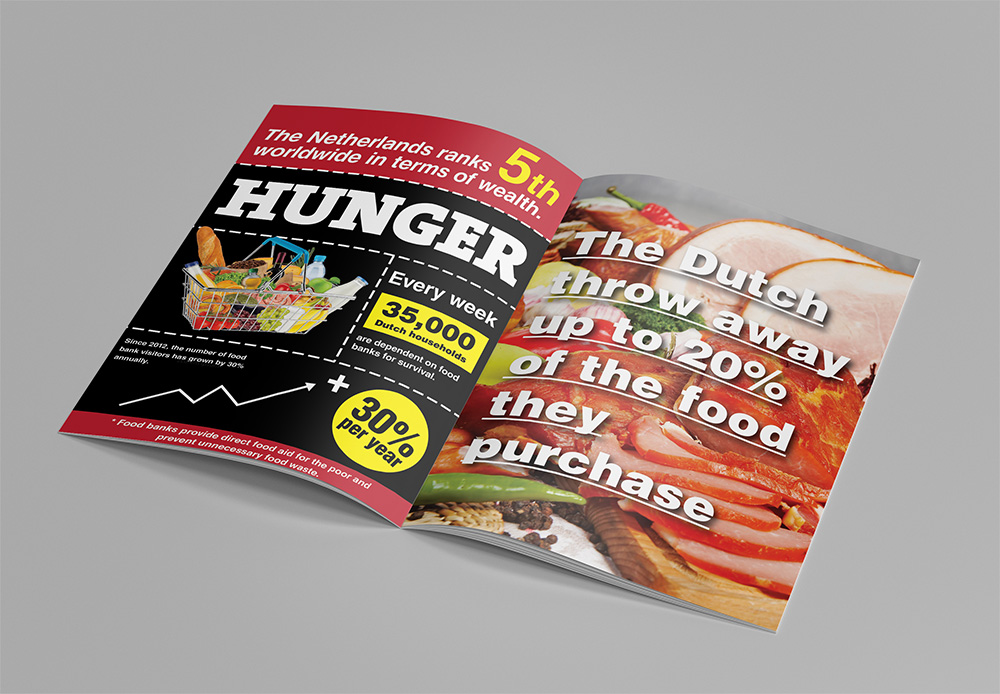 The Netherlands ranks 5th
worldwide in terms of wealth.
HUNGER
Every week
35,000
Dutch households
are dependent on food
banks for survival.
Since 2012, the number of food
bank visitors has grown by 30%
annually.
+
30%
per year
* Food banks provide direct food aid for the poor and
prevent unnecessary food waste.
The Dutch
throw away
up to 20%
of the food
they
purchase